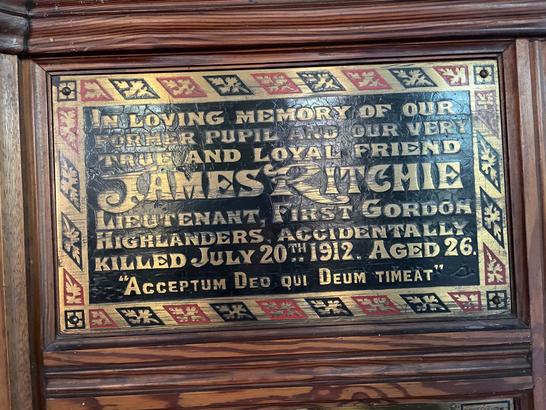 IN LOVING MEMORY OF OUR
FORMER PUPIL AND OUR VERY
TRUE AND LOYAL FRIEND
JAMES RITCHIE
LIEUTENANT, FIRST GORDON
HIGHLANDERS, ACCIDENTALLY
KILLED JULY 20TH 1912. AGED 26.
"ACCEPTUM DEO QUI DEUM TIMEAT"